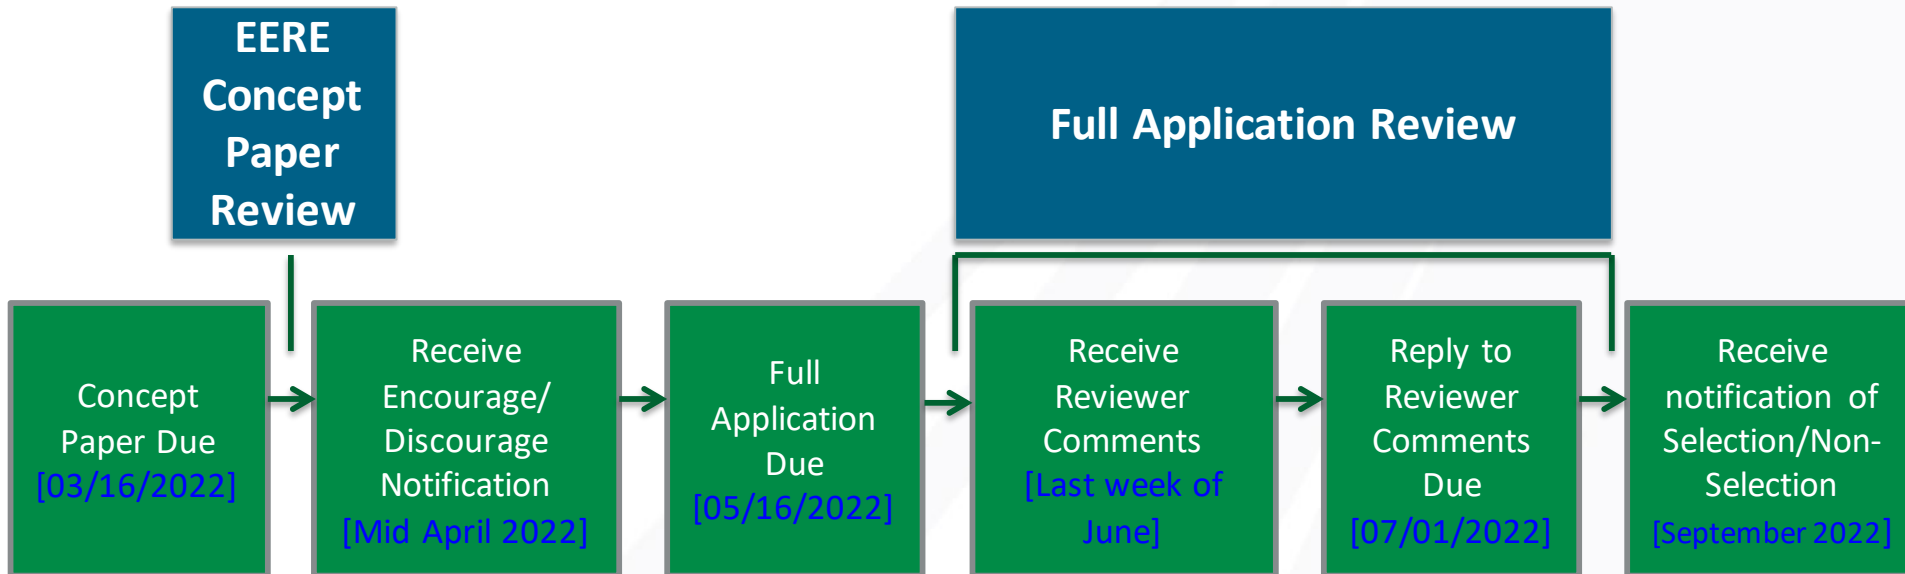 EERE
Concept
Paper
Review
Full Application Review
Concept
Paper Due
[03/16/2022]
Receive
Encourage/
Discourage
Notification
[Mid April 2022]
Full
Application
Due
[05/16/2022]
Receive
Reviewer
Comments
[Last week of
June]
Reply to
Reviewer
Comments
Due
[07/01/2022]
Receive
notification of
Selection/Non-
Selection
[September 2022]